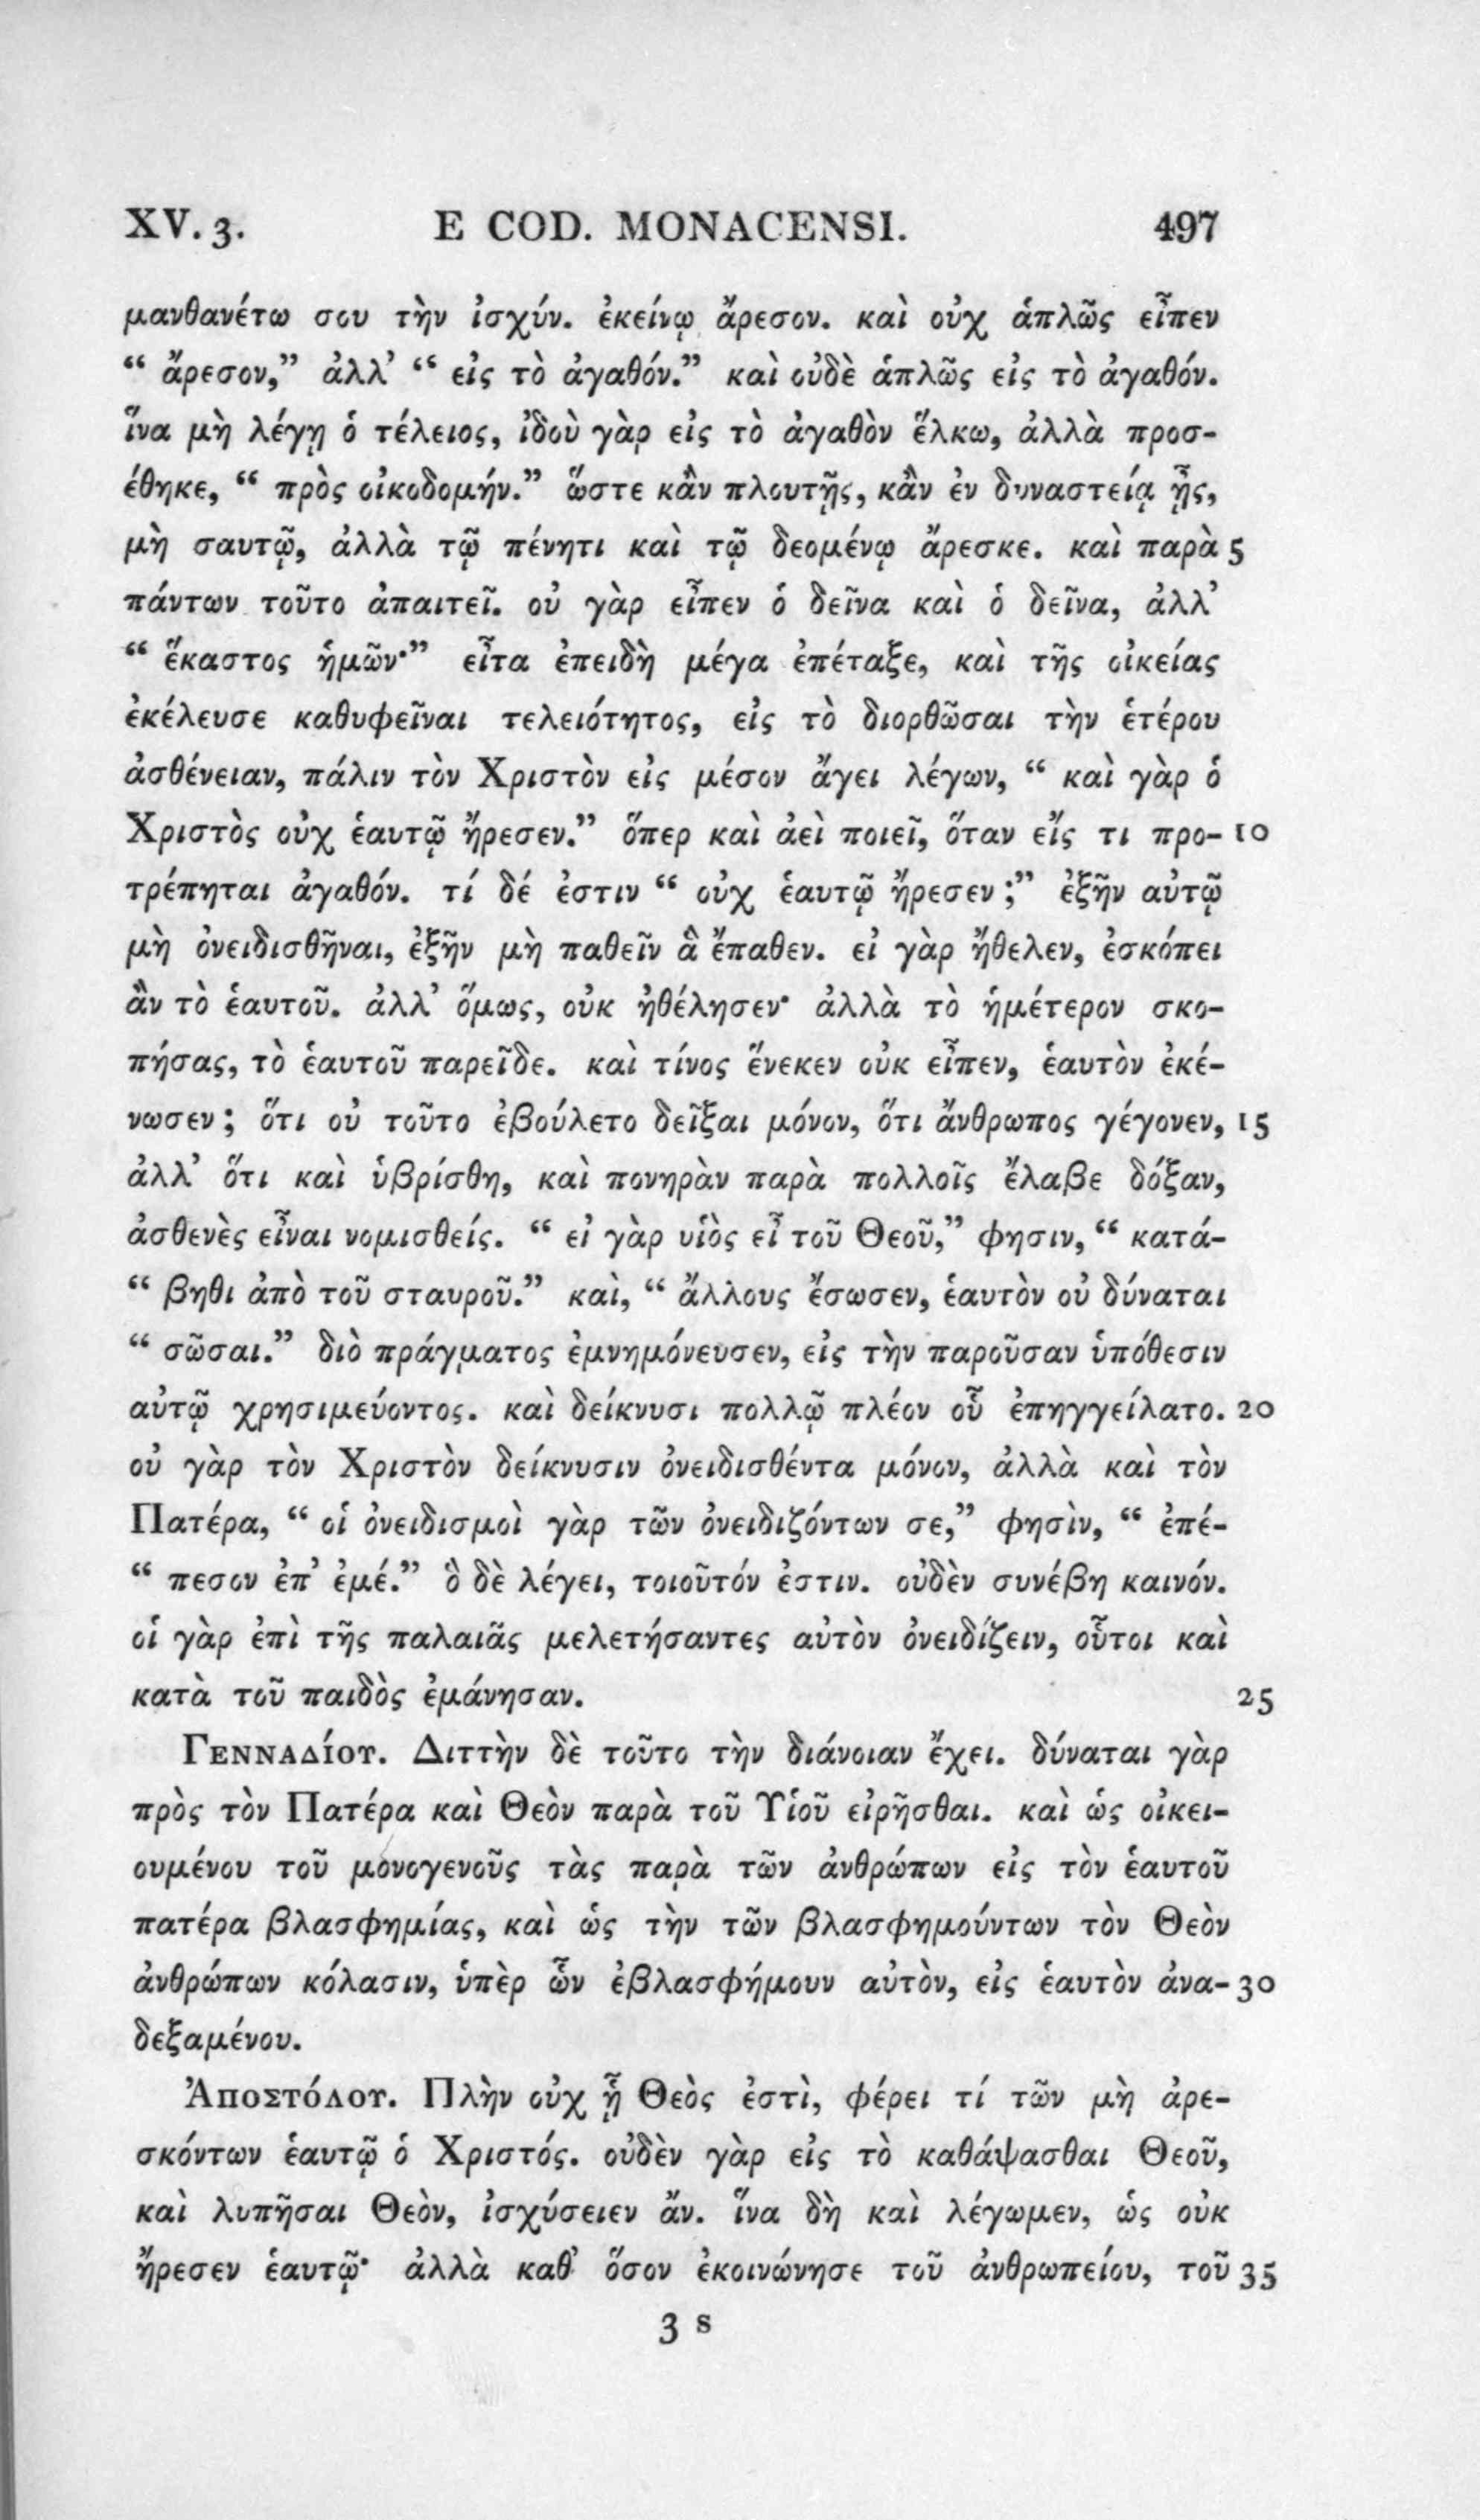 XV. 3. E COD. MONACENSI. 497
μανθανέτω σου τὴν ἰσχύν. ἐκείνῳ ἄρεσον. καὶ οὐχ ἁπλῶς εἶπεν
“ ἄρεσον,” ἀλλ’ “ εἰς τὸ ἀγαθόν.” καὶ οὐδὲ ἁπλῶς εἰς τὸ ἀγαθόν.
ἵνα μὴ λέγῃ ὁ τέλειος, ἰδοὺ γὰρ εἰς τὸ ἀγαθὸν ἕλκω, ἀλλὰ προσ-
έθηκε, “ πρὸς οἰκοδομήν.” ὥστε κἂν πλουτῇς, κἂν ἐν δυναστείᾳ ᾖς,
μὴ σαυτῷ, ἀλλὰ τῷ πένητι καὶ τῷ δεομένῳ ἄρεσκε. καὶ παρὰ 5
πάντων τοῦτο ἀπαιτεῖ. οὐ γὰρ εἶπεν ὁ δεῖνα καὶ ὁ δεῖνα, ἀλλ’
“ ἕκαστος ἡμῶν·” εἶτα ἐπειδὴ μέγα ἐπέταξε, καὶ τῆς οἰκείας
ἐκέλευσε καθυφεῖναι τελειότητος, εἰς τὸ διορθῶσαι τὴν ἑτέρου
ἀσθένειαν, πάλιν τὸν Χριστὸν εἰς μέσον ἄγει λέγων, “ καὶ γὰρ ὁ
Χριστὸς οὐχ ἑαυτῷ ἤρεσεν.” ὅπερ καὶ ἀεὶ ποιεῖ, ὅταν εἴς τι προ- 10
τρέπηται ἀγαθόν. τί δέ ἐστιν “ οὐχ ἑαυτῷ ἤρεσεν ;” ἐξῆν αὐτῷ
μὴ ὀνειδισθῆναι, ἐξῆν μὴ παθεῖν ἃ ἔπαθεν. εἰ γὰρ ἤθελεν, ἐσκόπει
ἂν τὸ ἑαυτοῦ. ἀλλ’ ὅμως, οὐκ ἠθέλησεν· ἀλλὰ τὸ ἡμέτερον σκο-
πήσας, τὸ ἑαυτοῦ παρεῖδε. καὶ τίνος ἕνεκεν οὐκ εἶπεν, ἑαυτὸν ἐκέ-
νωσεν ; ὅτι οὐ τοῦτο ἐβούλετο δεῖξαι μόνον, ὅτι ἄνθρωπος γέγονεν, 15
ἀλλ’ ὅτι καὶ ὑβρίσθη, καὶ πονηρὰν παρὰ πολλοῖς ἔλαβε δόξαν,
ἀσθενὲς εἶναι νομισθείς. “ εἰ γὰρ υἱὸς εἶ τοῦ Θεοῦ,” φησιν, “ κατά-
“ βηθι ἀπὸ τοῦ σταυροῦ.” καὶ, “ ἄλλους ἔσωσεν, ἑαυτὸν οὐ δύναται
“ σῶσαι.” διὸ πράγματος ἐμνημόνευσεν, εἰς τὴν παροῦσαν ὑπόθεσιν
αὐτῷ χρησιμεύοντος. καὶ δείκνυσι πολλῷ πλέον οὗ ἐπηγγείλατο. 20
οὐ γὰρ τὸν Χριστὸν δείκνυσιν ὀνειδισθέντα μόνον, ἀλλὰ καὶ τὸν
Πατέρα, “ οἱ ὀνειδισμοὶ γὰρ τῶν ὀνειδιζόντων σε,” φησὶν, “ ἐπέ-
“ πεσον ἐπ’ ἐμέ.” ὃ δὲ λέγει, τοιοῦτόν ἐστιν. οὐδὲν συνέβη καινόν.
οἱ γὰρ ἐπὶ τῆς παλαιᾶς μελετήσαντες αὐτὸν ὀνειδίζειν, οὗτοι καὶ
κατὰ τοῦ παιδὸς ἐμάνησαν. 25
ΓΕΝΝΑΔΊΟΥ. Διττὴν δὲ τοῦτο τὴν διάνοιαν ἔχει. δύναται γὰρ
πρὸς τὸν Πατέρα καὶ Θεὸν παρὰ τοῦ Υἱοῦ εἰρῆσθαι. καὶ ὡς οἰκει-
ουμένου τοῦ μονογενοῦς τὰς παρὰ τῶν ἀνθρώπων εἰς τὸν ἑαυτοῦ
πατέρα βλασφημίας, καὶ ὡς τὴν τῶν βλασφημούντων τὸν Θεὸν
ἀνθρώπων κόλασιν, ὑπὲρ ὧν ἐβλασφήμουν αὐτὸν, εἰς ἑαυτὸν ἀνα- 30
δεξαμένου.
ἈΠΟΣΤΌΛΟΥ. Πλὴν οὐχ ᾗ Θεὸς ἐστὶ, φέρει τί τῶν μὴ ἀρε-
σκόντων ἑαυτῷ ὁ Χριστός. οὐδὲν γὰρ εἰς τὸ καθάψασθαι Θεοῦ,
καὶ λυπῆσαι Θεὸν, ἰσχύσειεν ἄν. ἵνα δὴ καὶ λέγωμεν, ὡς οὐκ
ἤρεσεν ἑαυτῷ· ἀλλὰ καθ’ ὅσον ἐκοινώνησε τοῦ ἀνθρωπείου, τοῦ 35
3 S